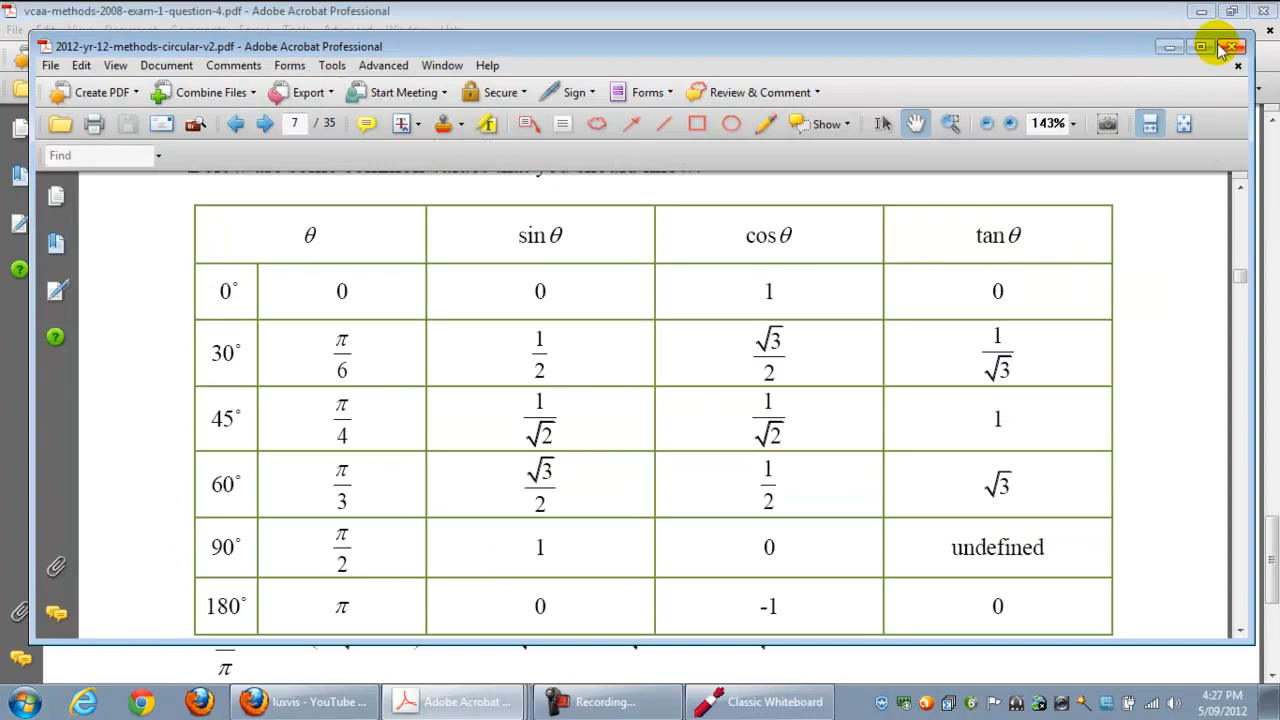 vcaa-methods-2008-exam-1-question-4.pdf - Adobe Acrobat Professional
2012-yr-12-methods-circular-v2.pdf - Adobe Acrobat Professional
File Edit View Document Comments Forms Tools Advanced Window Help
Create PDF Combine Files Export Start Meeting Secure Sign Forms Review & Comment
7 / 35 Show 143%
Find
θ sin θ cos θ tan θ
0° 0 0 1 0
30° π/6 1/2 √3/2 1/√3
45° π/4 1/√2 1/√2 1
60° π/3 √3/2 1/2 √3
90° π/2 1 0 undefined
180° π 0 -1 0
π
luxvis - YouTube ... Adobe Acrobat ... Recording... Classic Whiteboard
4:27 PM
5/09/2012